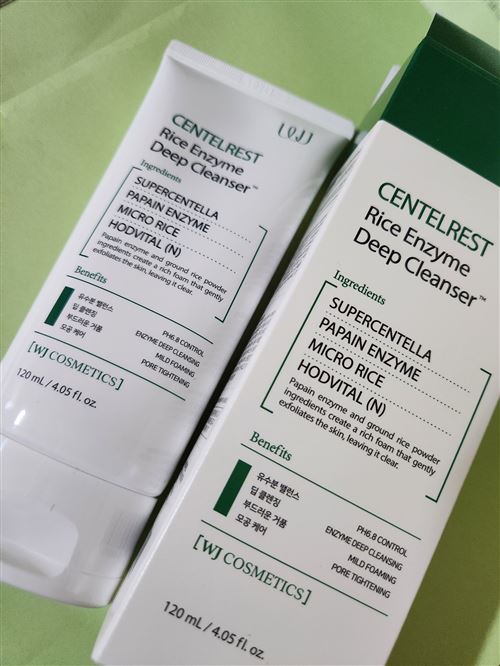 [WJ]
CENTELREST
Rice Enzyme
Deep Cleanser™
Ingredients
SUPERCENTELLA
PAPAIN ENZYME
MICRO RICE
HODVITAL (N)
Papain enzyme and ground rice powder
ingredients create a rich foam that gently
exfoliates the skin, leaving it clear.
Benefits
유수분 밸런스
딥 클렌징
부드러운 거품
모공 케어
PH6.8 CONTROL
ENZYME DEEP CLEANSING
MILD FOAMING
PORE TIGHTENING
[WJ COSMETICS]
120 mL / 4.05 fl. oz.
CENTELREST
Rice Enzyme
Deep Cleanser™
Ingredients
SUPERCENTELLA
PAPAIN ENZYME
MICRO RICE
HODVITAL (N)
Papain enzyme and ground rice powder
ingredients create a rich foam that gently
exfoliates the skin, leaving it clear.
Benefits
유수분 밸런스
딥 클렌징
부드러운 거품
모공 케어
PH6.8 CONTROL
ENZYME DEEP CLEANSING
MILD FOAMING
PORE TIGHTENING
[WJ COSMETICS]
120 mL / 4.05 fl. oz.